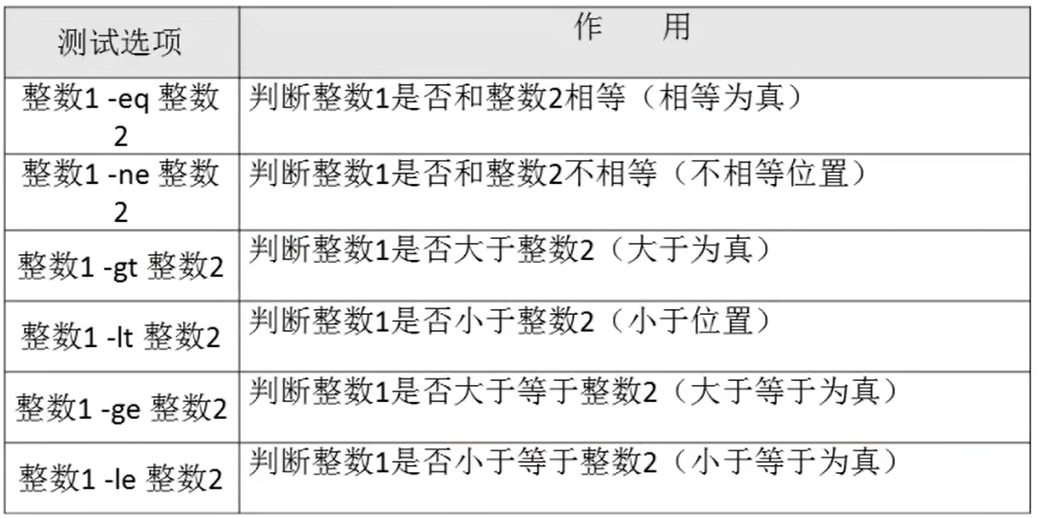 测试选项
作 用
整数1 -eq 整数
2
判断整数1是否和整数2相等（相等为真）
整数1 -ne 整数
2
判断整数1是否和整数2不相等（不相等位置）
整数1 -gt 整数2
判断整数1是否大于整数2（大于为真）
整数1 -lt 整数2
判断整数1是否小于整数2（小于位置）
整数1 -ge 整数2
判断整数1是否大于等于整数2（大于等于为真）
整数1 -le 整数2
判断整数1是否小于等于整数2（小于等于为真）